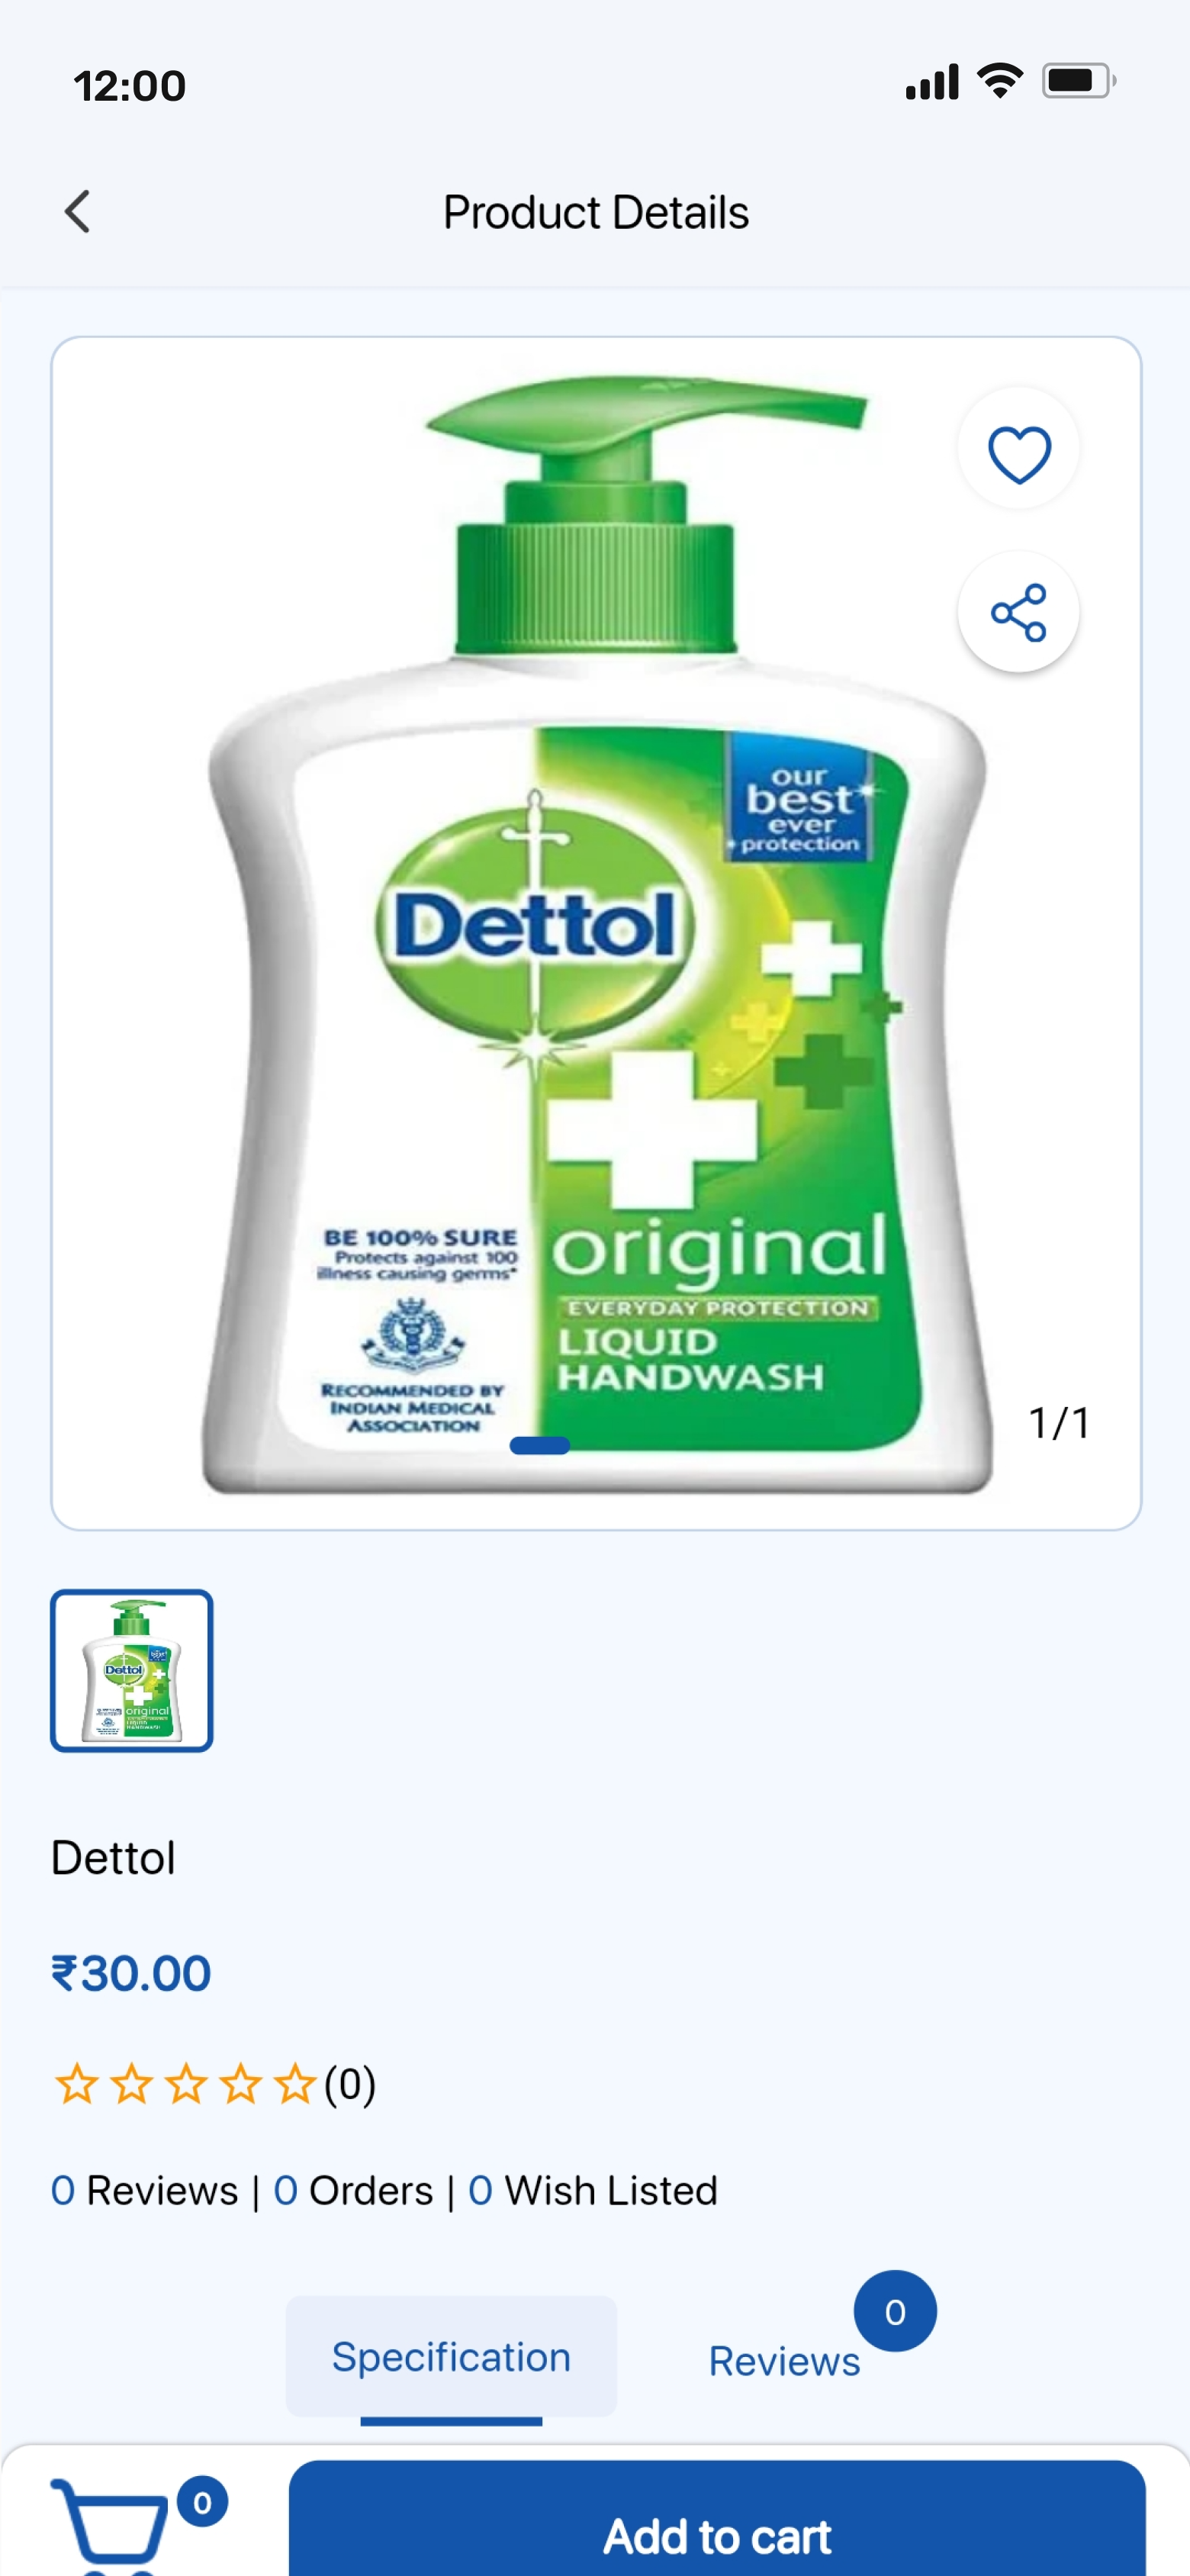 12:00
Product Details
our
best
ever
protection
Dettol
BE 100% SURE
Protects against 100
illness causing germs*
original
EVERYDAY PROTECTION
LIQUID
HANDWASH
RECOMMENDED BY
INDIAN MEDICAL
ASSOCIATION
1/1
Dettol
original
Dettol
₹30.00
(0)
0 Reviews | 0 Orders | 0 Wish Listed
Specification
Reviews
0
0
Add to cart